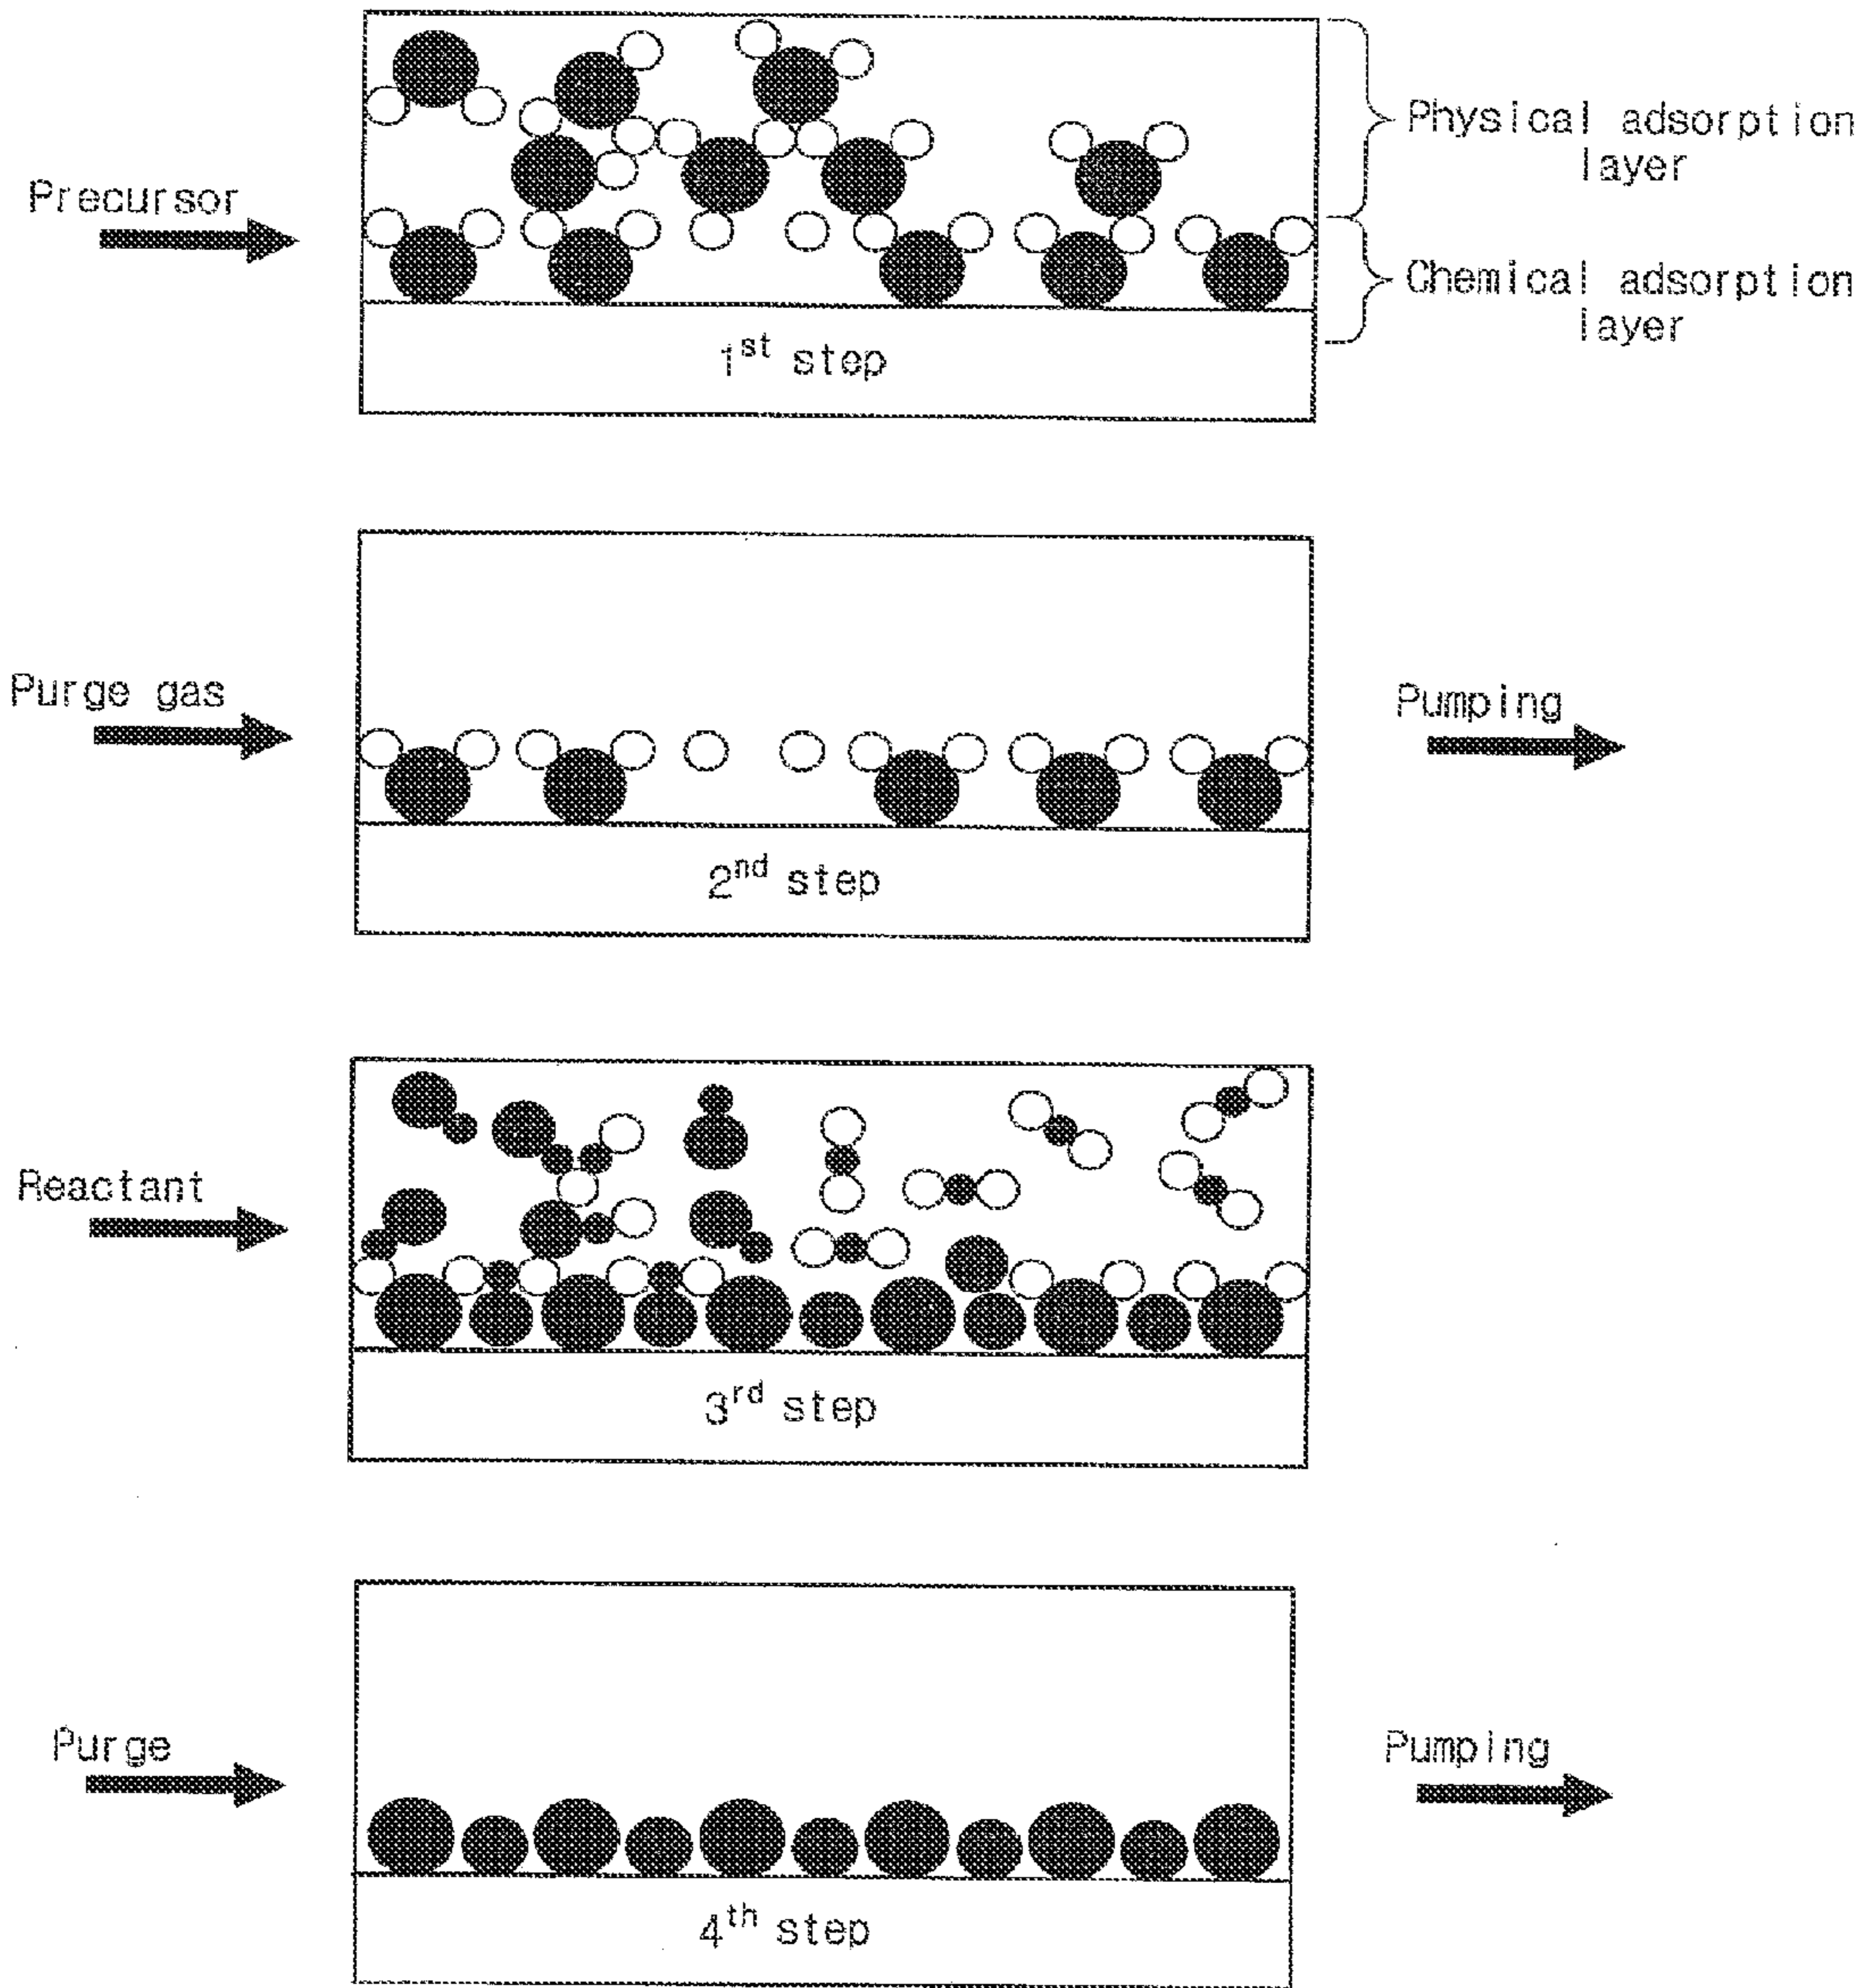 Precursor
Physical adsorption
layer
Chemical adsorption
layer
1st step
Purge gas
Pumping
2nd step
Reactant
3rd step
Purge
Pumping
4th step